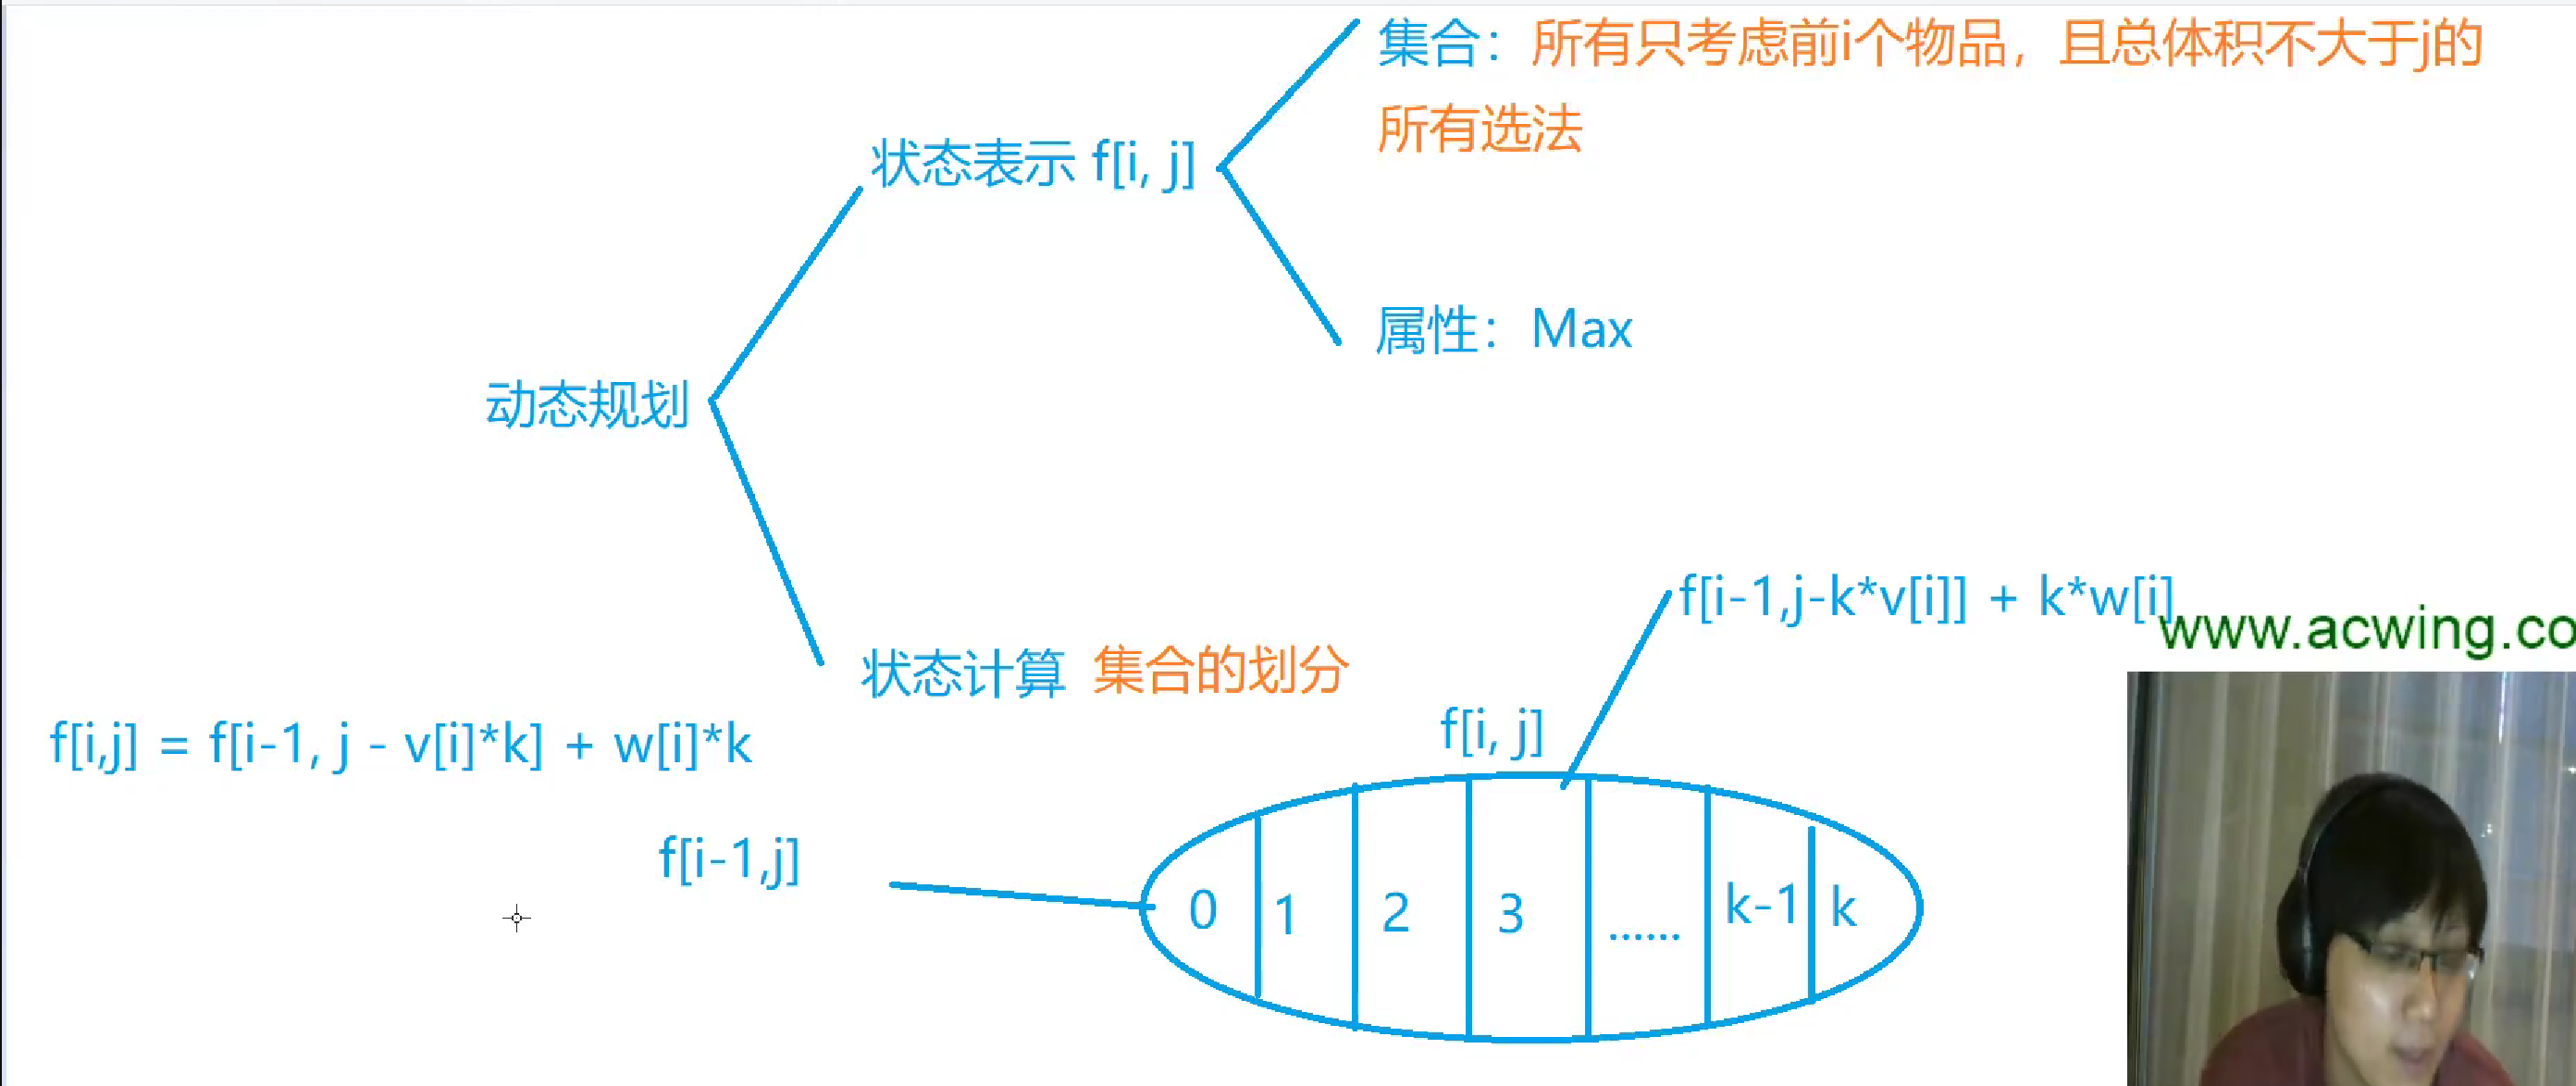 集合：所有只考虑前i个物品，且总体积不大于j的
所有选法
状态表示 f[i, j]
属性：Max
动态规划
f[i-1,j-k*v[i]] + k*w[i]
www.acwing.co
状态计算 集合的划分
f[i, j]
f[i,j] = f[i-1, j - v[i]*k] + w[i]*k
f[i-1,j]
0 1 2 3 ...... k-1 k